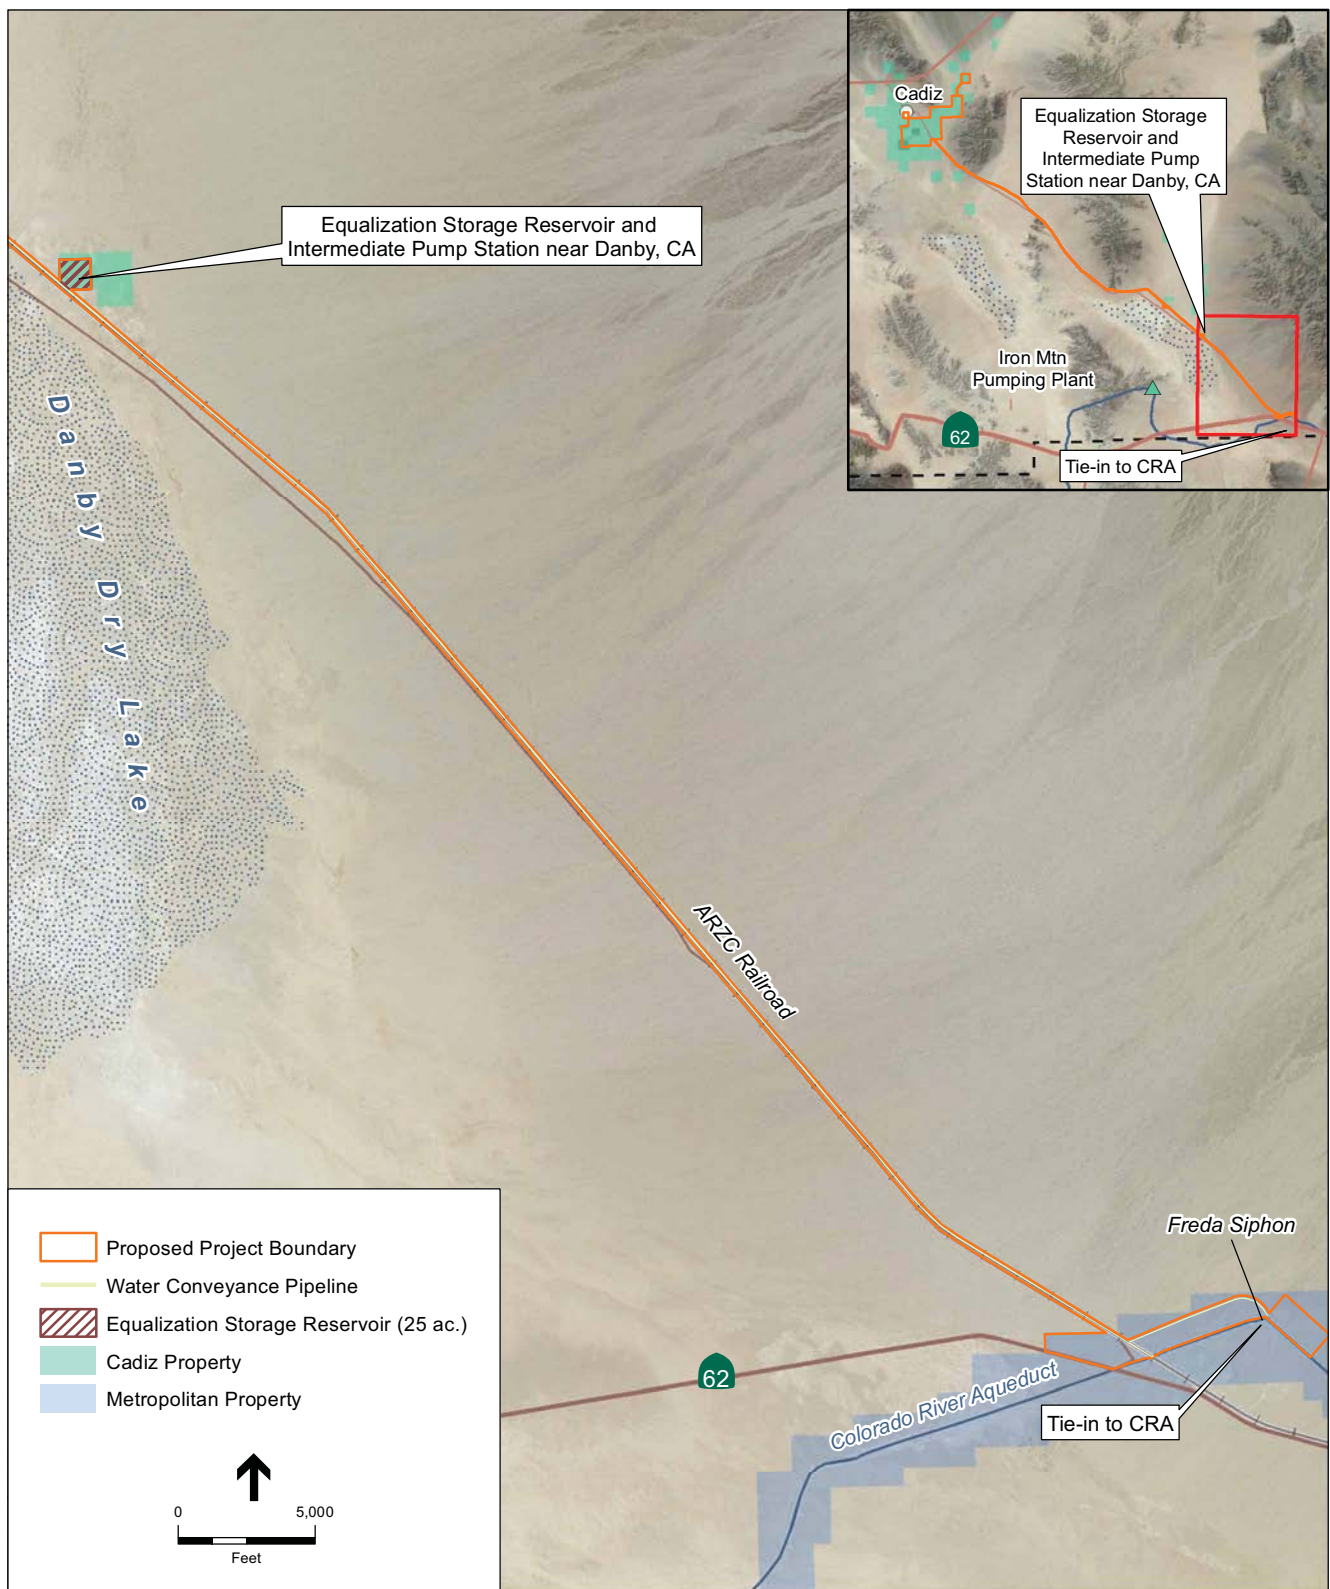 Cadiz
Equalization Storage
Reservoir and
Intermediate Pump
Station near Danby, CA
Iron Mtn
Pumping Plant
62
Tie-in to CRA
Equalization Storage Reservoir and
Intermediate Pump Station near Danby, CA
Danby Dry Lake
ARZC Railroad
Freda Siphon
62
Colorado River Aqueduct
Tie-in to CRA
Proposed Project Boundary
Water Conveyance Pipeline
Equalization Storage Reservoir (25 ac.)
Cadiz Property
Metropolitan Property
0 5,000
Feet